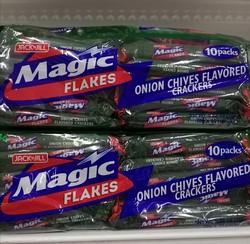 JACK n JILL
Magic
FLAKES
10 packs
ONION CHIVES FLAVORED
CRACKERS
JACK n JILL
Magic
FLAKES
10 packs
ONION CHIVES FLAVORED
CRACKERS